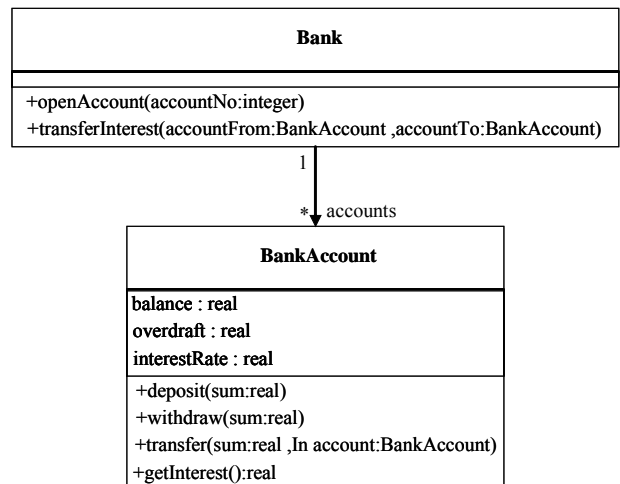 Bank
+openAccount(accountNo:integer)
+transferInterest(accountFrom:BankAccount ,accountTo:BankAccount)
1
* accounts
BankAccount
balance : real
overdraft : real
interestRate : real
+deposit(sum:real)
+withdraw(sum:real)
+transfer(sum:real ,In account:BankAccount)
+getInterest():real